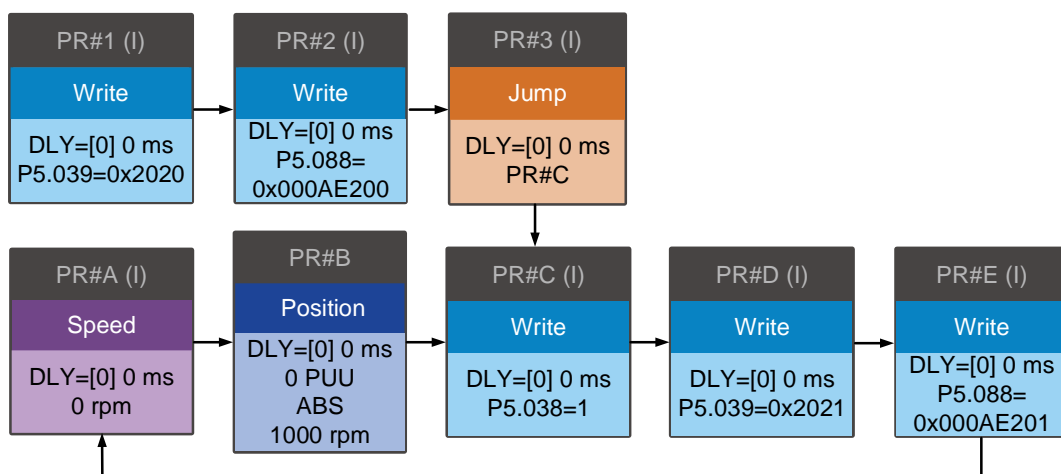 PR#1 (I)
Write
DLY=[0] 0 ms
P5.039=0x2020
PR#2 (I)
Write
DLY=[0] 0 ms
P5.088=
0x000AE200
PR#3 (I)
Jump
DLY=[0] 0 ms
PR#C
PR#A (I)
Speed
DLY=[0] 0 ms
0 rpm
PR#B
Position
DLY=[0] 0 ms
0 PUU
ABS
1000 rpm
PR#C (I)
Write
DLY=[0] 0 ms
P5.038=1
PR#D (I)
Write
DLY=[0] 0 ms
P5.039=0x2021
PR#E (I)
Write
DLY=[0] 0 ms
P5.088=
0x000AE201